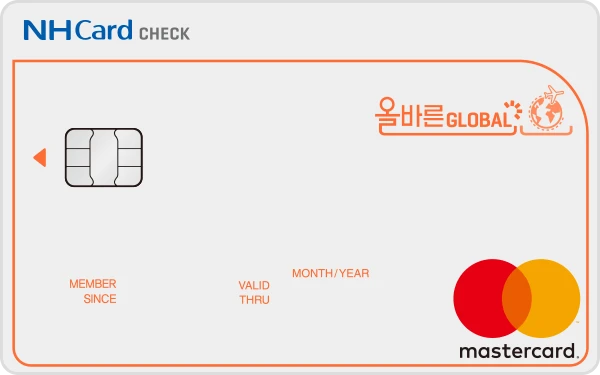 NHCard CHECK
올바른GLOBAL
MONTH/YEAR
MEMBER
SINCE
VALID
THRU
mastercard.